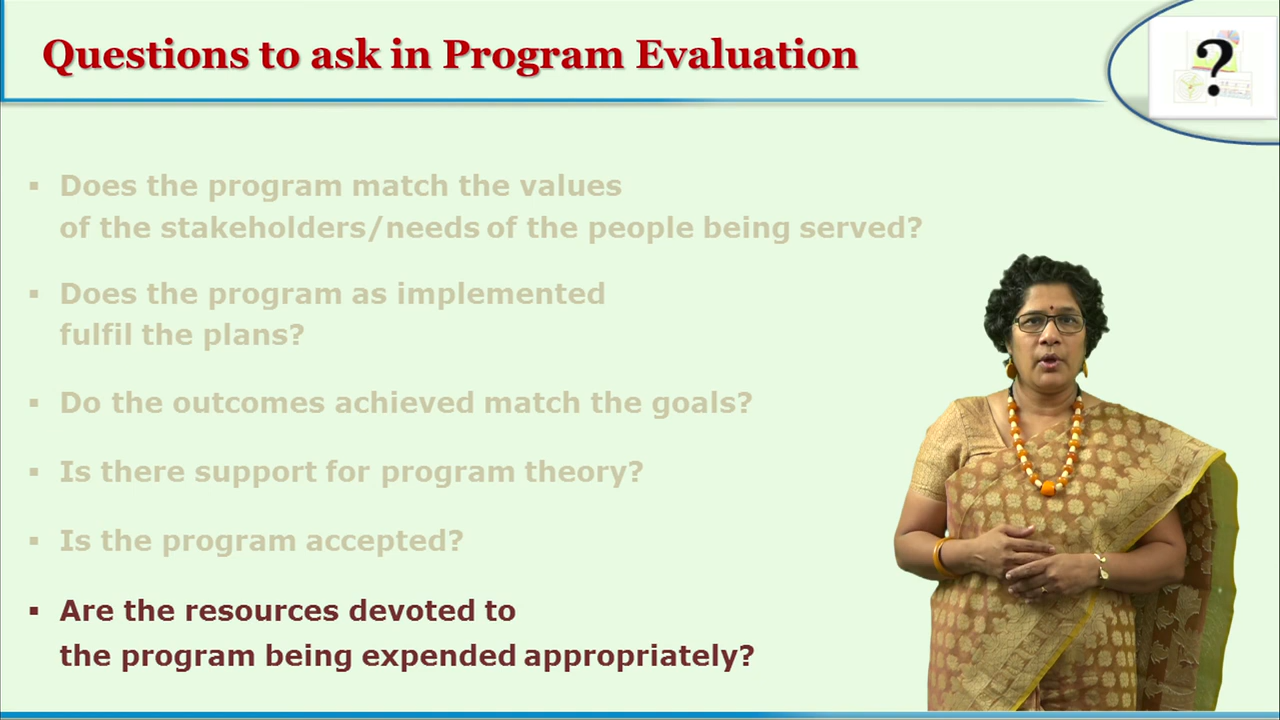 Questions to ask in Program Evaluation
?
▪ Does the program match the values
of the stakeholders/needs of the people being served?
▪ Does the program as implemented
fulfil the plans?
▪ Do the outcomes achieved match the goals?
▪ Is there support for program theory?
▪ Is the program accepted?
▪ Are the resources devoted to
the program being expended appropriately?